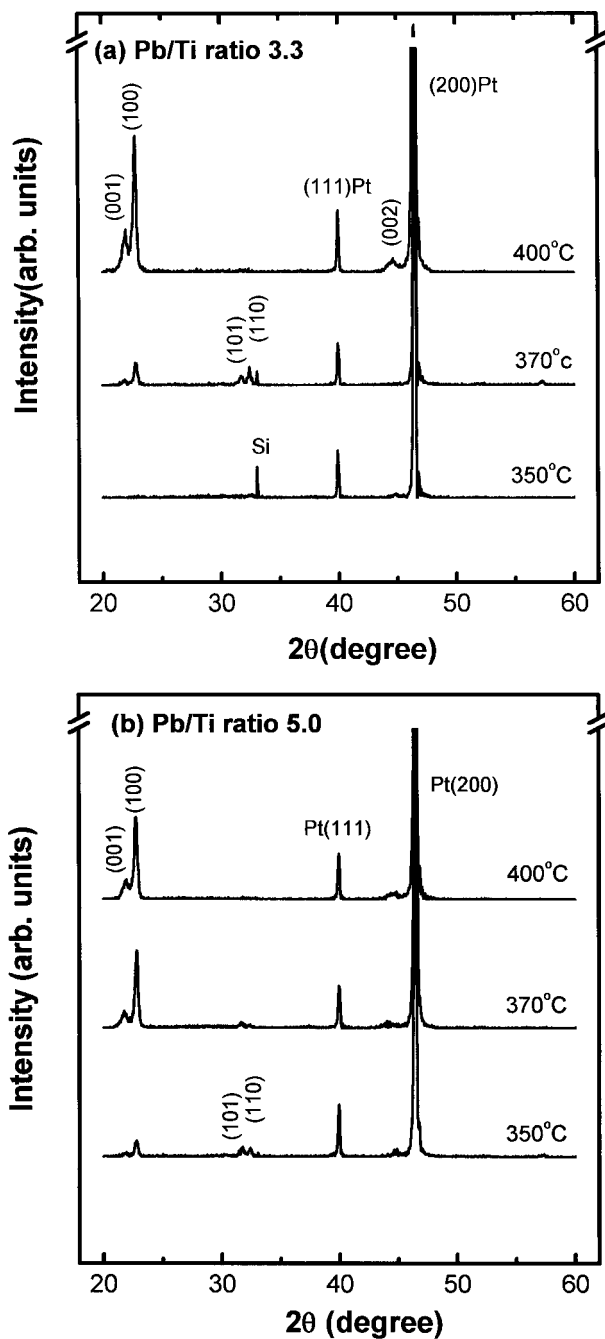 (a) Pb/Ti ratio 3.3
(200)Pt
(100)
(001)
(111)Pt
(002)
400°C
(101)
(110)
370°c
Si
350°C
Intensity(arb. units)
20 30 40 50 60
2θ(degree)
(b) Pb/Ti ratio 5.0
Pt(200)
(100)
(001)
Pt(111)
400°C
370°C
(101)
(110)
350°C
Intensity (arb. units)
20 30 40 50 60
2θ (degree)